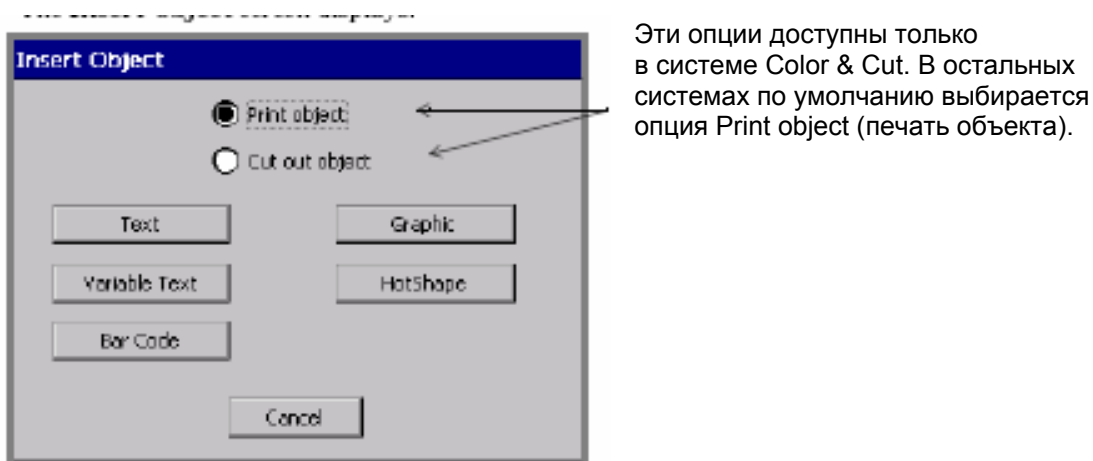 Insert Object
Print object
Cut out object
Text
Graphic
Variable Text
HotShape
Bar Code
Cancel
Эти опции доступны только
в системе Color & Cut. В остальных
системах по умолчанию выбирается
опция Print object (печать объекта).